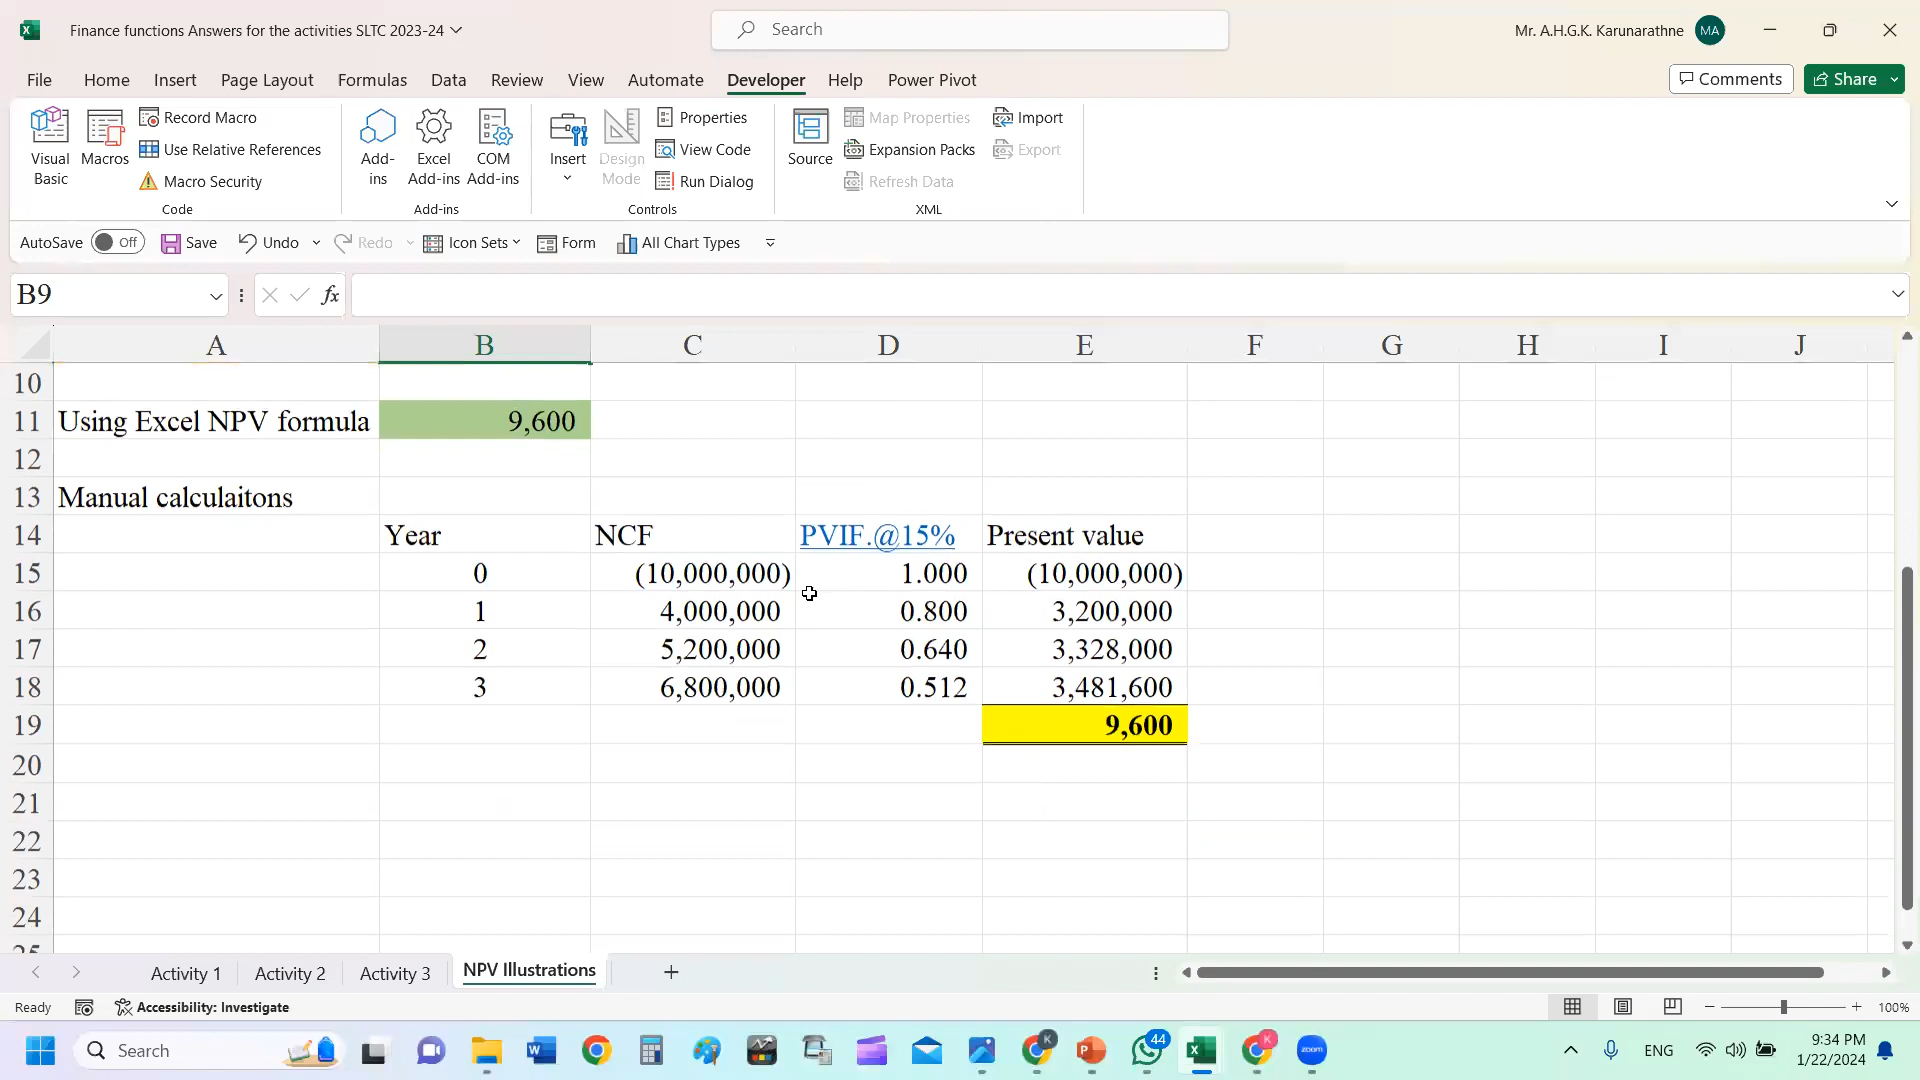 Finance functions Answers for the activities SLTC 2023-24
Search
Mr. A.H.G.K. Karunarathne
MA
File Home Insert Page Layout Formulas Data Review View Automate Developer Help Power Pivot
Comments Share
Visual Basic
Macros
Record Macro
Use Relative References
Macro Security
Code
Add-ins
Excel Add-ins
COM Add-ins
Add-ins
Insert
Design Mode
Properties
View Code
Run Dialog
Controls
Source
Map Properties
Expansion Packs
Refresh Data
Import
Export
XML
AutoSave Off Save Undo Redo Icon Sets Form All Chart Types
B9 fx
A B C D E F G H I J
10
11 Using Excel NPV formula 9,600
12
13 Manual calculaitons
14 Year NCF PVIF.@15% Present value
15 0 (10,000,000) 1.000 (10,000,000)
16 1 4,000,000 0.800 3,200,000
17 2 5,200,000 0.640 3,328,000
18 3 6,800,000 0.512 3,481,600
19 9,600
20
21
22
23
24
25
Activity 1 Activity 2 Activity 3 NPV Illustrations
Ready Accessibility: Investigate 100%
Search
zoom
K
44
K
ENG
9:34 PM
1/22/2024